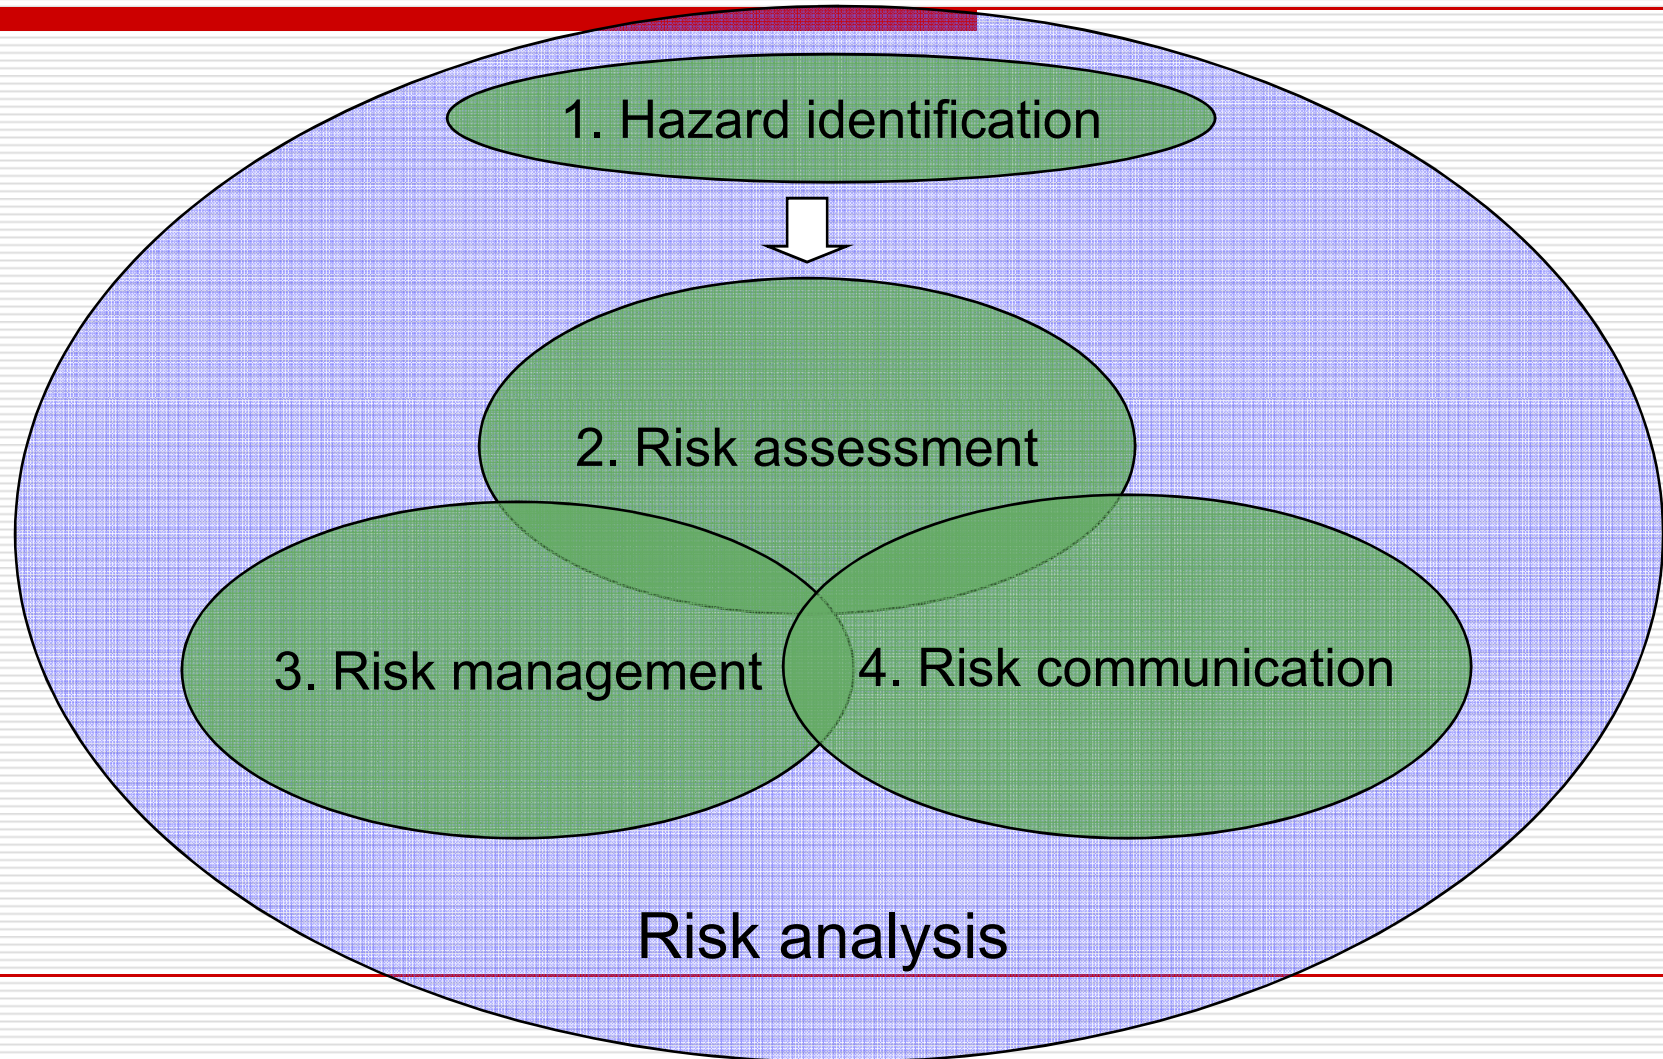 1. Hazard identification
2. Risk assessment
3. Risk management
4. Risk communication
Risk analysis